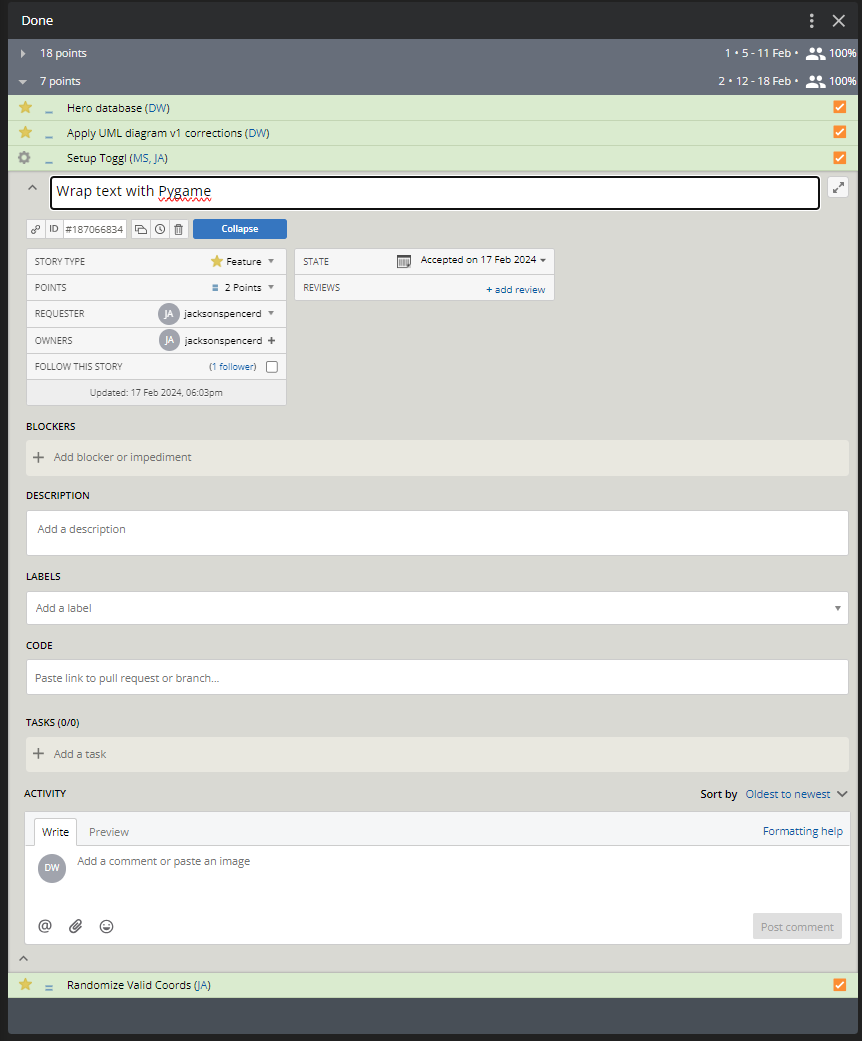 Done
18 points 1 • 5 - 11 Feb • 100%
7 points 2 • 12 - 18 Feb • 100%
Hero database (DW)
Apply UML diagram v1 corrections (DW)
Setup Toggl (MS, JA)
Wrap text with Pygame
ID #187066834 Collapse
STORY TYPE Feature STATE Accepted on 17 Feb 2024
POINTS 2 Points REVIEWS + add review
REQUESTER JA jacksonspencerd
OWNERS JA jacksonspencerd +
FOLLOW THIS STORY (1 follower)
Updated: 17 Feb 2024, 06:03pm
BLOCKERS
+ Add blocker or impediment
DESCRIPTION
Add a description
LABELS
Add a label
CODE
Paste link to pull request or branch...
TASKS (0/0)
+ Add a task
ACTIVITY Sort by Oldest to newest
Write Preview Formatting help
DW Add a comment or paste an image
@ Post comment
Randomize Valid Coords (JA)